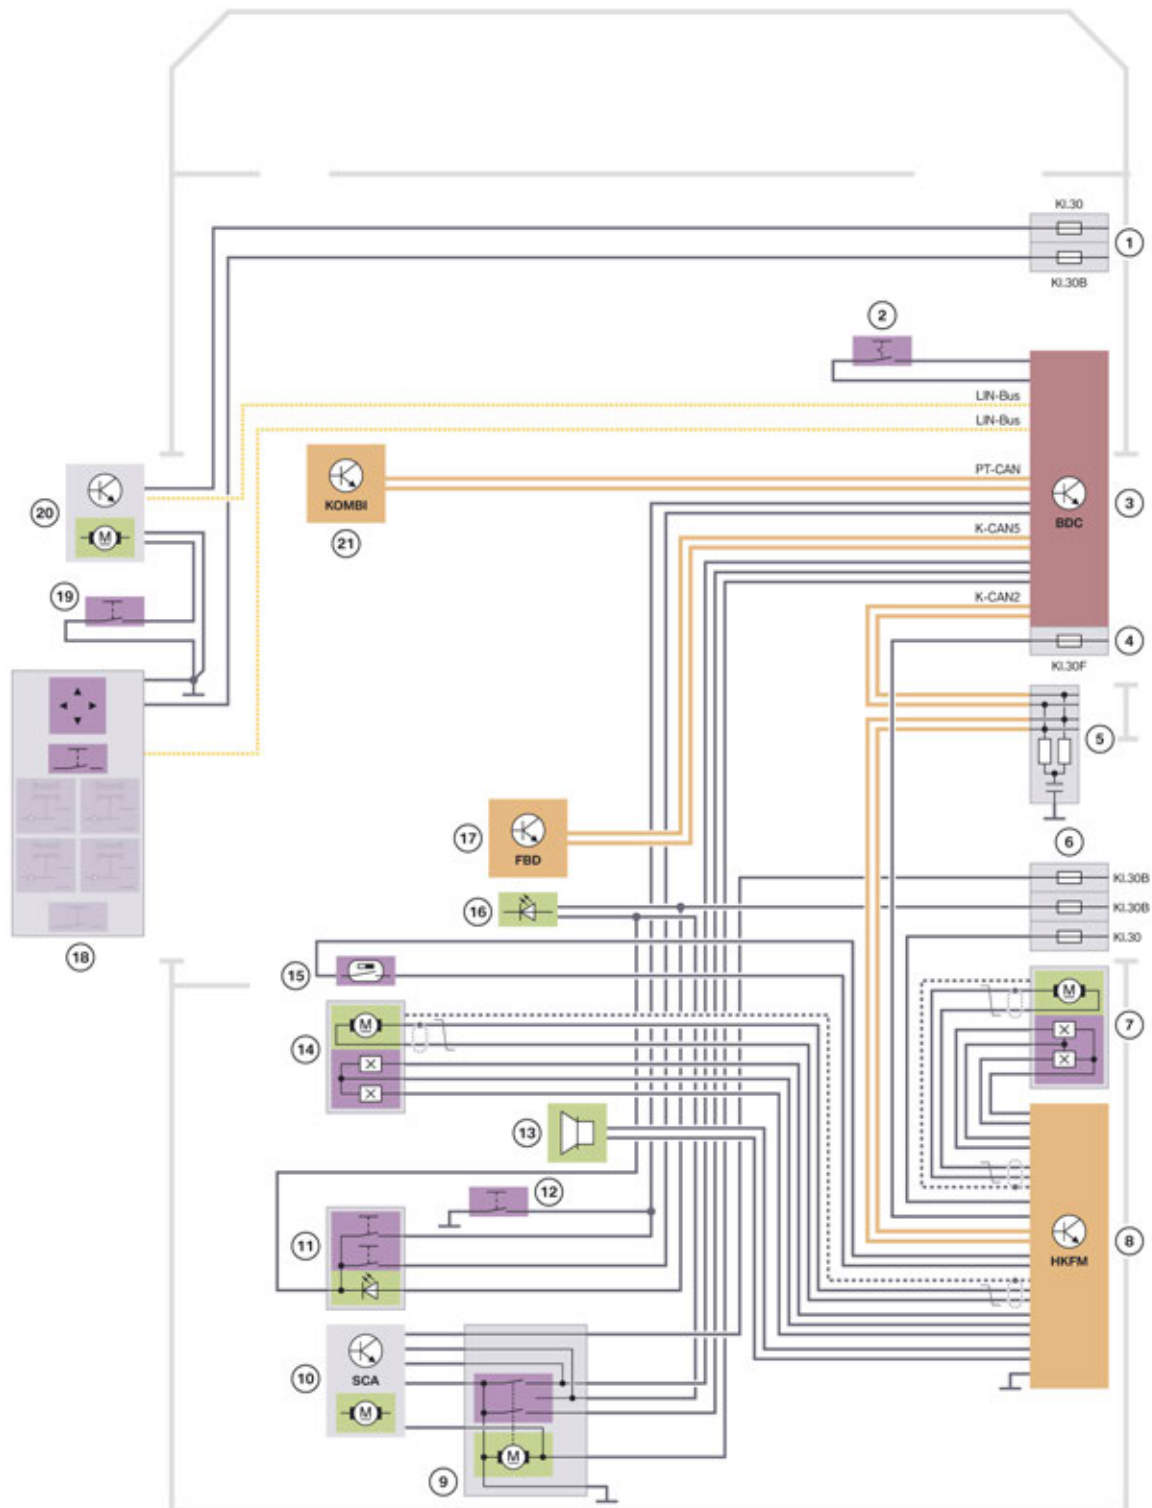 Kl.30
1
Kl.30B
2
LIN-Bus
LIN-Bus
PT-CAN
KOMBI
21
BDC
3
20
M
K-CAN5
19
K-CAN2
4
Kl.30F
5
17
FBD
6
Kl.30B
16
Kl.30B
Kl.30
18
15
M
7
14
M
13
12
11
HKFM
8
10
SCA
M
M
9